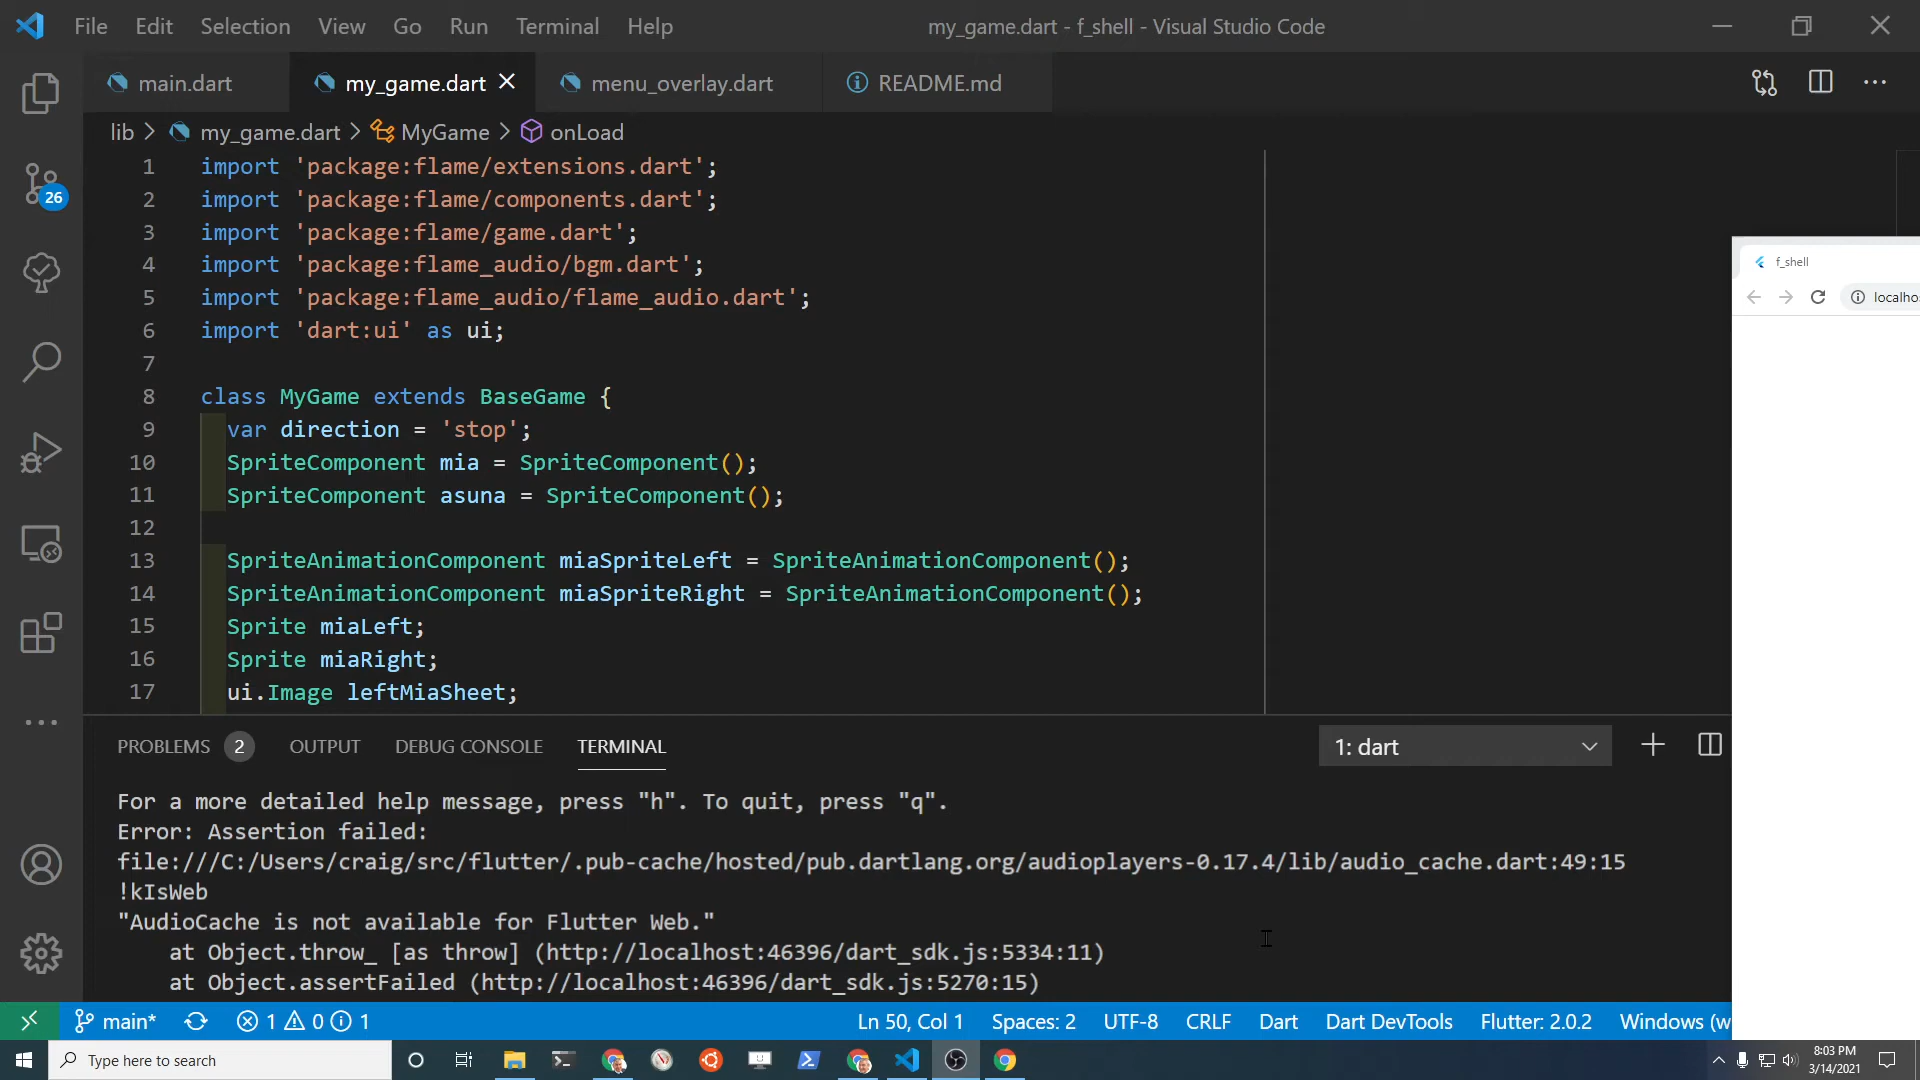 File Edit Selection View Go Run Terminal Help my_game.dart - f_shell - Visual Studio Code
main.dart my_game.dart menu_overlay.dart README.md
lib > my_game.dart > MyGame > onLoad
1 import 'package:flame/extensions.dart';
2 import 'package:flame/components.dart';
3 import 'package:flame/game.dart';
4 import 'package:flame_audio/bgm.dart';
5 import 'package:flame_audio/flame_audio.dart';
6 import 'dart:ui' as ui;
7
8 class MyGame extends BaseGame {
9 var direction = 'stop';
10 SpriteComponent mia = SpriteComponent();
11 SpriteComponent asuna = SpriteComponent();
12
13 SpriteAnimationComponent miaSpriteLeft = SpriteAnimationComponent();
14 SpriteAnimationComponent miaSpriteRight = SpriteAnimationComponent();
15 Sprite miaLeft;
16 Sprite miaRight;
17 ui.Image leftMiaSheet;
26
f_shell
localho
PROBLEMS 2 OUTPUT DEBUG CONSOLE TERMINAL 1: dart
For a more detailed help message, press "h". To quit, press "q".
Error: Assertion failed:
file:///C:/Users/craig/src/flutter/.pub-cache/hosted/pub.dartlang.org/audioplayers-0.17.4/lib/audio_cache.dart:49:15
!kIsWeb
"AudioCache is not available for Flutter Web."
at Object.throw_ [as throw] (http://localhost:46396/dart_sdk.js:5334:11)
at Object.assertFailed (http://localhost:46396/dart_sdk.js:5270:15)
main* 1 0 1 Ln 50, Col 1 Spaces: 2 UTF-8 CRLF Dart Dart DevTools Flutter: 2.0.2 Windows (w
Type here to search
8:03 PM
3/14/2021